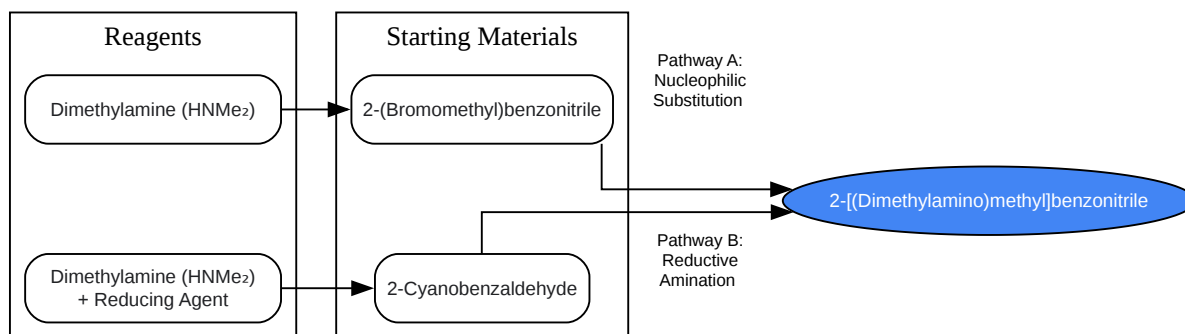 Reagents
Starting Materials
Dimethylamine (HNMe₂)
2-(Bromomethyl)benzonitrile
Pathway A:
Nucleophilic
Substitution
2-[(Dimethylamino)methyl]benzonitrile
Dimethylamine (HNMe₂)
+ Reducing Agent
2-Cyanobenzaldehyde
Pathway B:
Reductive
Amination